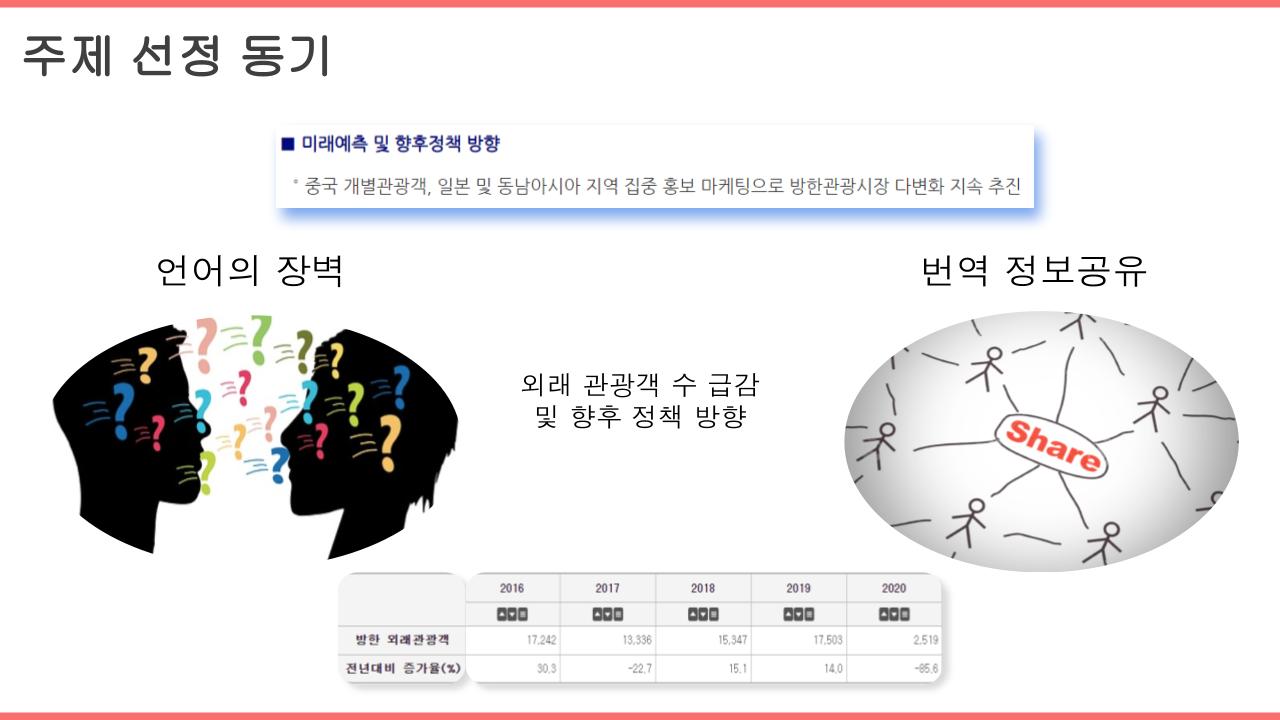 주제 선정 동기
■ 미래예측 및 향후정책 방향
° 중국 개별관광객, 일본 및 동남아시아 지역 집중 홍보 마케팅으로 방한관광시장 다변화 지속 추진
언어의 장벽
번역 정보공유
외래 관광객 수 급감
및 향후 정책 방향
Share
2016 2017 2018 2019 2020
방한 외래관광객 17,242 13,336 15,347 17,503 2,519
전년대비 증가율(%) 30.3 -22.7 15.1 14.0 -85.6